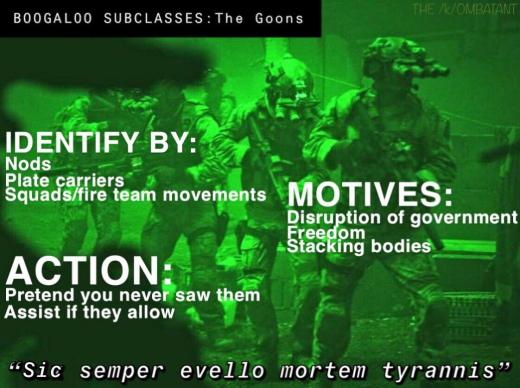 BOOGALOO SUBCLASSES:The Goons
THE /K/OMBATANT
IDENTIFY BY:
Nods
Plate carriers
Squads/fire team movements
MOTIVES:
Disruption of government
Freedom
Stacking bodies
ACTION:
Pretend you never saw them
Assist if they allow
“Sic semper evello mortem tyrannis”